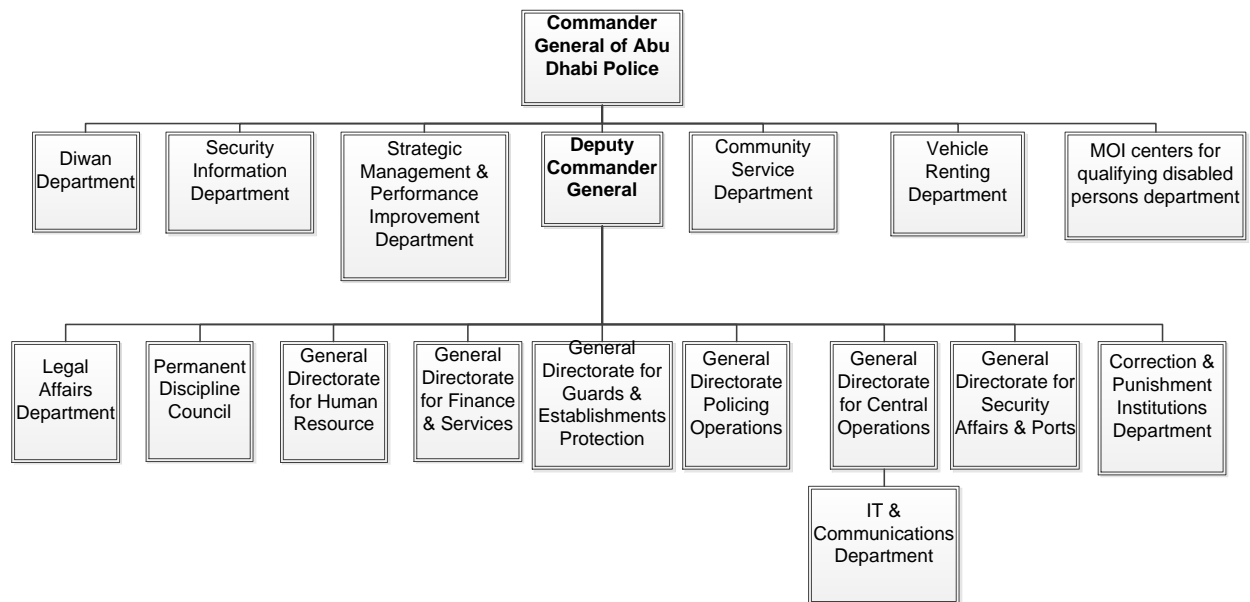 Commander
General of Abu
Dhabi Police
Diwan
Department
Security
Information
Department
Strategic
Management &
Performance
Improvement
Department
Deputy
Commander
General
Community
Service
Department
Vehicle
Renting
Department
MOI centers for
qualifying disabled
persons department
Legal
Affairs
Department
Permanent
Discipline
Council
General
Directorate
for Human
Resource
General
Directorate
for Finance
& Services
General
Directorate for
Guards &
Establishments
Protection
General
Directorate
Policing
Operations
General
Directorate
for Central
Operations
General
Directorate for
Security
Affairs & Ports
Correction &
Punishment
Institutions
Department
IT &
Communications
Department